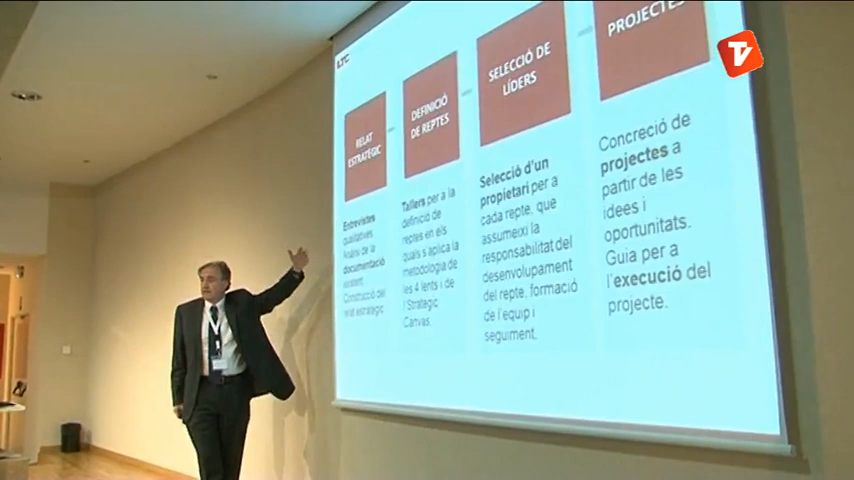 TV
LTC
RELAT
ESTRATÈGIC
DEFINICIÓ
DE REPTES
SELECCIÓ DE
LÍDERS
PROJECTES
Entrevistes
qualitatives
Anàlisi de la
documentació
existent
Construcció del
relat estratègic
Tallers per a la
definició de
reptes en els
quals s'aplica la
metodologia de
les 4 lents i de
l'Strategic
Canvas.
Selecció d'un
propietari per a
cada repte, que
assumeixi la
responsabilitat del
desenvolupament
del repte, formació
de l'equip i
seguiment.
Concreció de
projectes a
partir de les
idees i
oportunitats.
Guia per a
l'execució del
projecte.